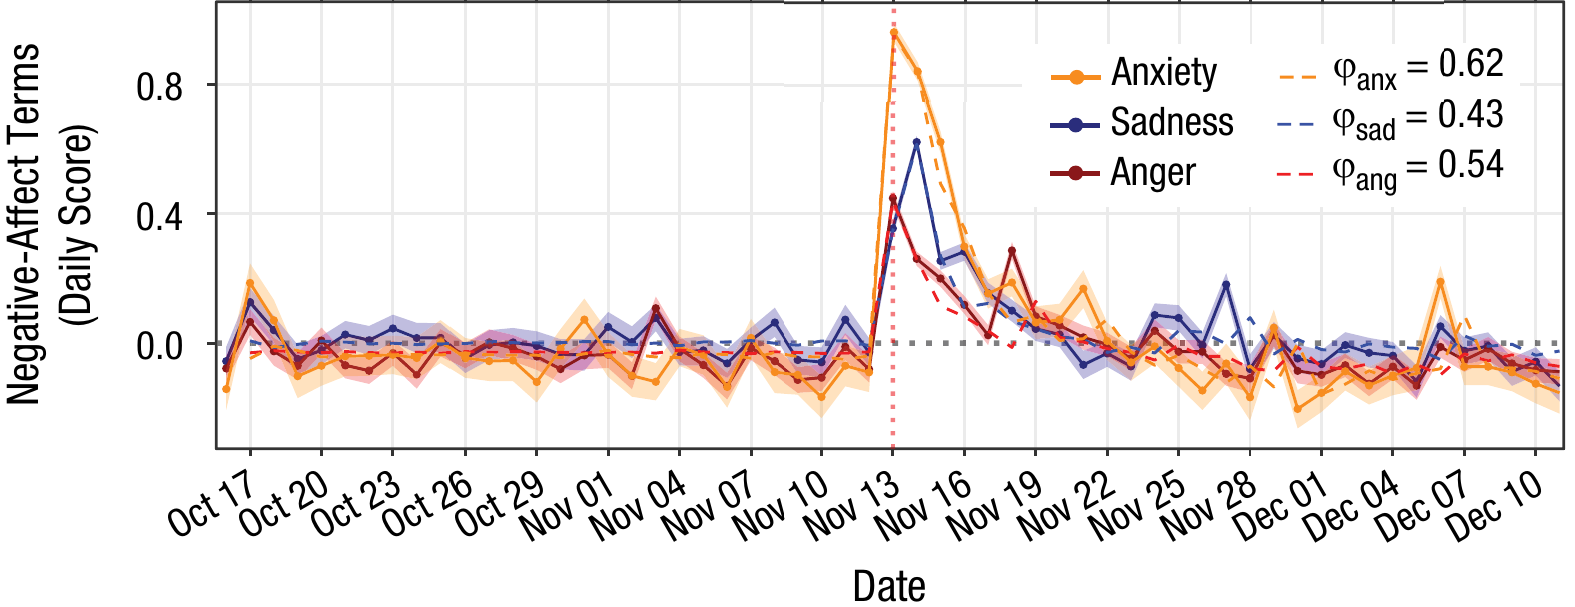 Negative-Affect Terms
(Daily Score)
0.8
0.4
0.0
Anxiety
Sadness
Anger
φanx = 0.62
φsad = 0.43
φang = 0.54
Oct 17
Oct 20
Oct 23
Oct 26
Oct 29
Nov 01
Nov 04
Nov 07
Nov 10
Nov 13
Nov 16
Nov 19
Nov 22
Nov 25
Nov 28
Dec 01
Dec 04
Dec 07
Dec 10
Date